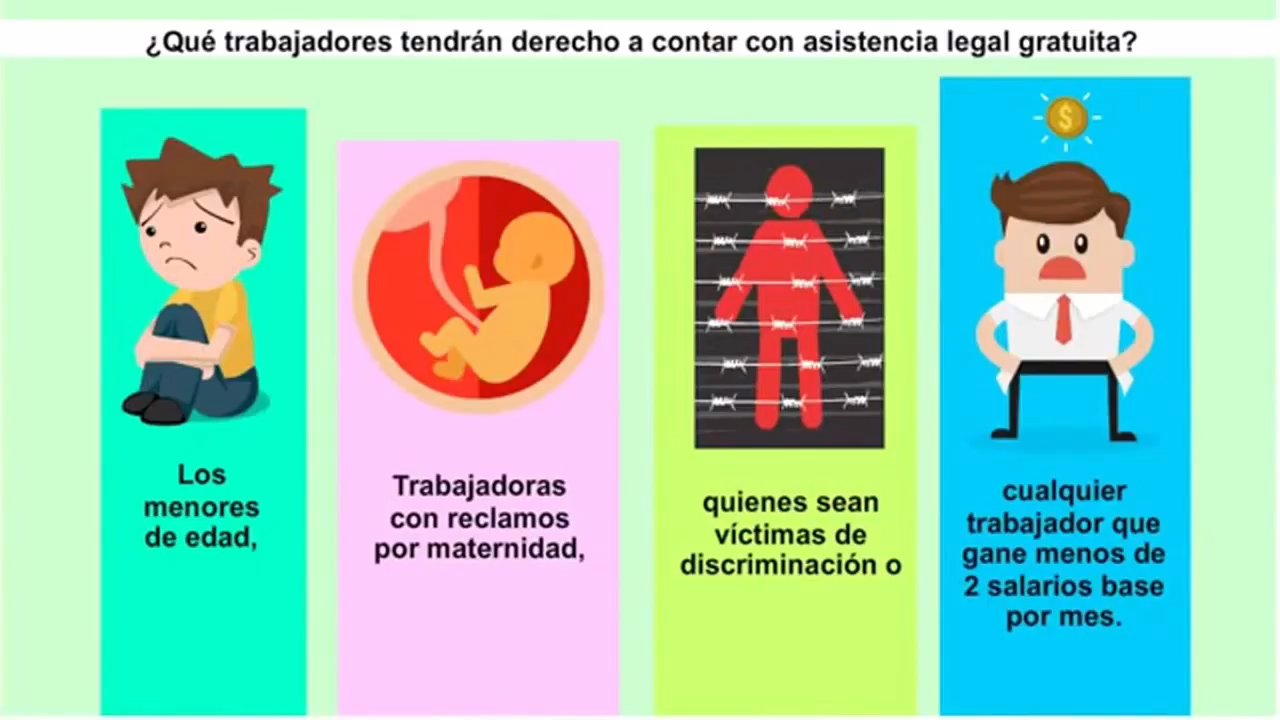 ¿Qué trabajadores tendrán derecho a contar con asistencia legal gratuita?
Los
menores
de edad,
Trabajadoras
con reclamos
por maternidad,
quienes sean
víctimas de
discriminación o
$
cualquier
trabajador que
gane menos de
2 salarios base
por mes.